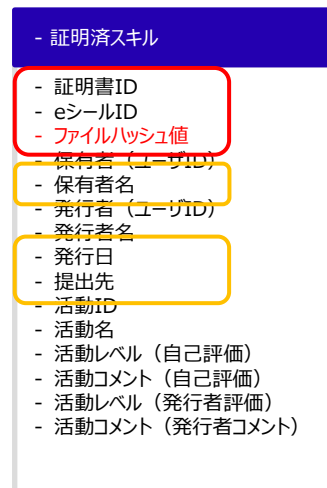 - 証明済スキル
- 証明書ID
- eシールID
- ファイルハッシュ値
- 保有者（ユーザID）
- 保有者名
- 発行者（ユーザID）
- 発行者名
- 発行日
- 提出先
- 活動ID
- 活動名
- 活動レベル（自己評価）
- 活動コメント（自己評価）
- 活動レベル（発行者評価）
- 活動コメント（発行者コメント）